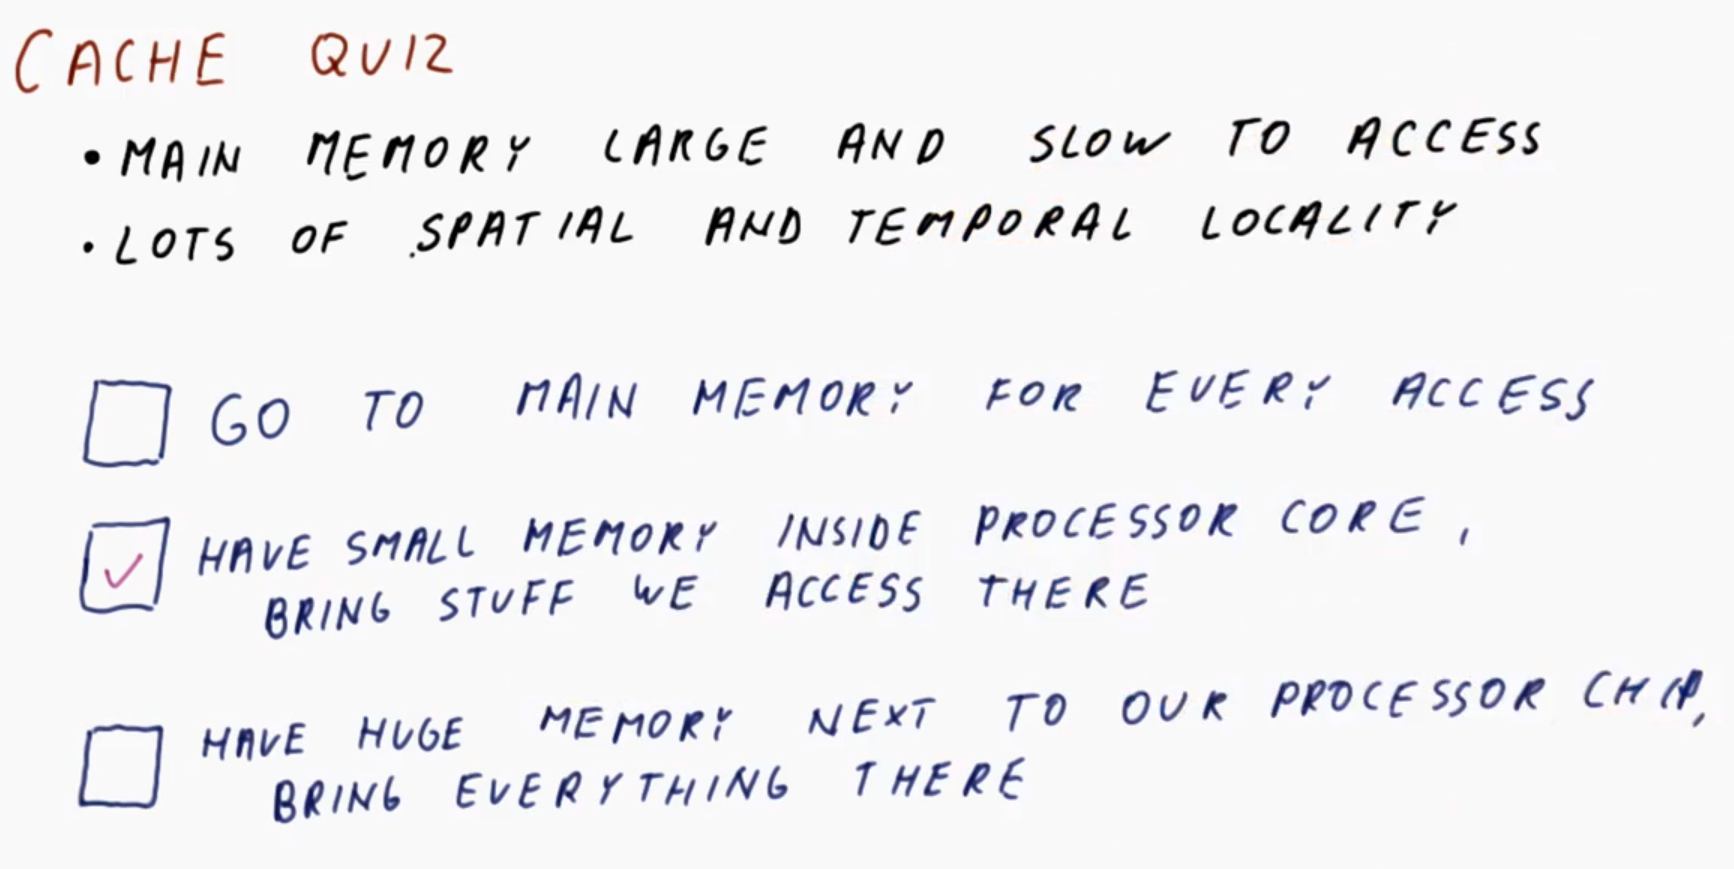 CACHE QUIZ
• MAIN MEMORY LARGE AND SLOW TO ACCESS
• LOTS OF SPATIAL AND TEMPORAL LOCALITY
GO TO MAIN MEMORY FOR EVERY ACCESS
✓ HAVE SMALL MEMORY INSIDE PROCESSOR CORE,
BRING STUFF WE ACCESS THERE
HAVE HUGE MEMORY NEXT TO OUR PROCESSOR CHIP,
BRING EVERYTHING THERE